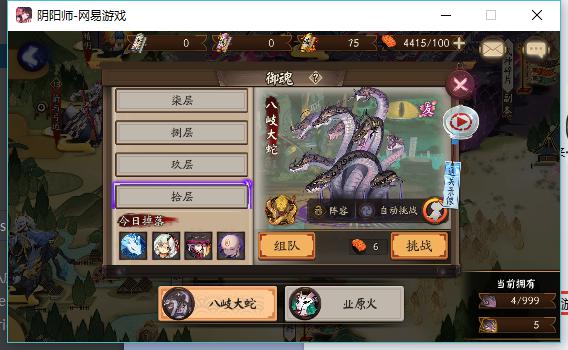 阴阳师-网易游戏
0
0
75
4415/100
御魂
?
柒层
捌层
玖层
拾层
今日掉落
八岐大蛇
阵容
自动挑战
组队
6
挑战
八岐大蛇
业原火
当前拥有
4/999
5